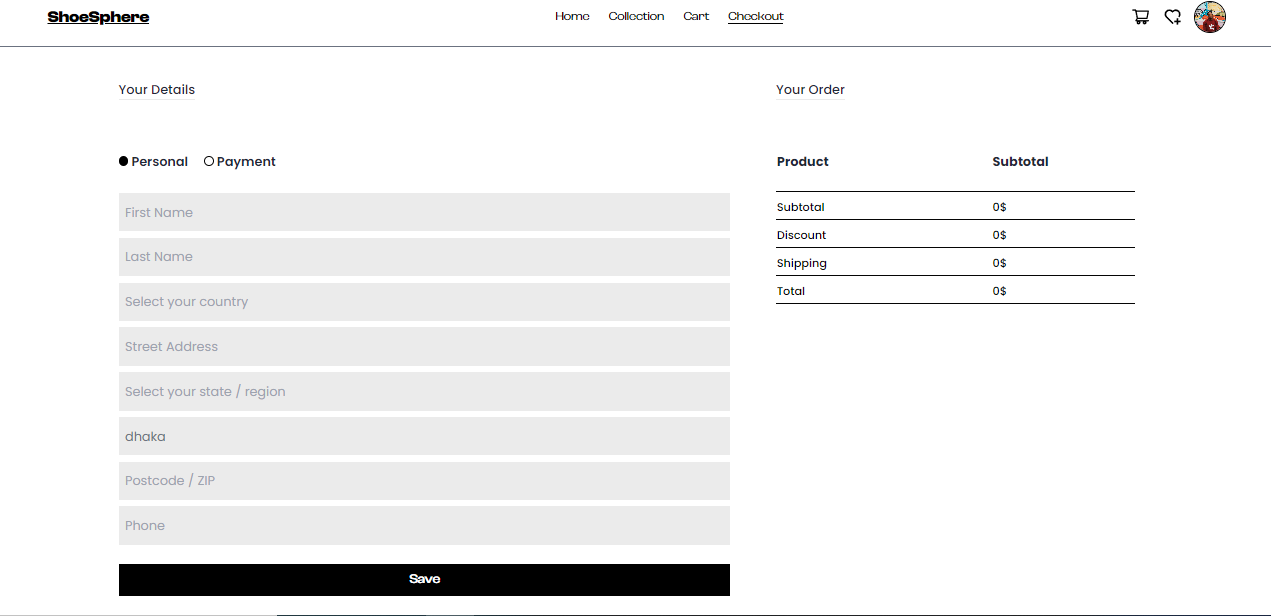 ShoeSphere
Home Collection Cart Checkout
Your Details
Personal Payment
First Name
Last Name
Select your country
Street Address
Select your state / region
dhaka
Postcode / ZIP
Phone
Save
Your Order
Product Subtotal
Subtotal 0$
Discount 0$
Shipping 0$
Total 0$